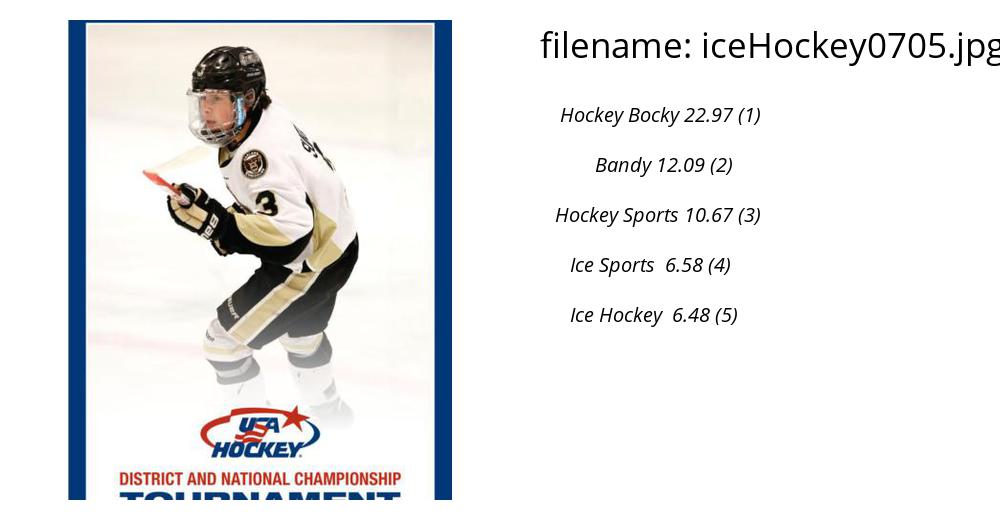 filename: iceHockey0705.jpg
Hockey Bocky 22.97 (1)
Bandy 12.09 (2)
Hockey Sports 10.67 (3)
Ice Sports 6.58 (4)
Ice Hockey 6.48 (5)
3
USA
HOCKEY
DISTRICT AND NATIONAL CHAMPIONSHIP
TOURNAMENT